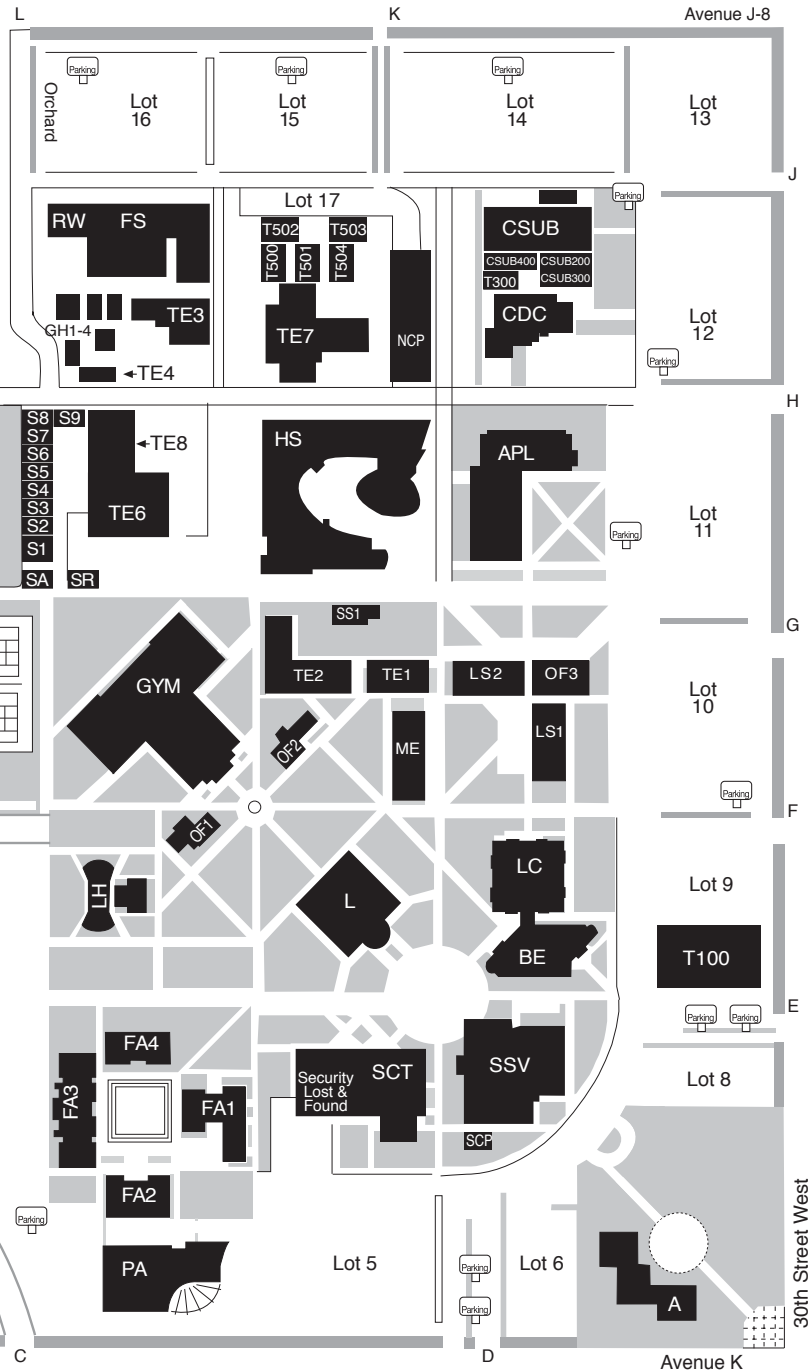 L
K
Avenue J-8
Parking
Parking
Parking
Orchard
Lot
16
Lot
15
Lot
14
Lot
13
J
Parking
Lot 17
RW
FS
T502
T503
T500
T501
T504
CSUB
CSUB400
CSUB200
T300
CSUB300
GH1-4
TE3
TE7
NCP
CDC
Lot
12
Parking
TE4
H
S8
S9
S7
S6
S5
S4
S3
S2
S1
SA
SR
TE8
TE6
HS
APL
Lot
11
Parking
G
SS1
GYM
TE2
TE1
LS2
OF3
Lot
10
OF2
ME
LS1
Parking
F
OF1
LH
L
LC
Lot 9
BE
T100
E
Parking
Parking
FA4
FA3
FA1
Security
Lost &
Found
SCT
SSV
Lot 8
SCP
FA2
Parking
PA
Lot 5
Parking
Parking
Lot 6
A
30th Street West
C
D
Avenue K